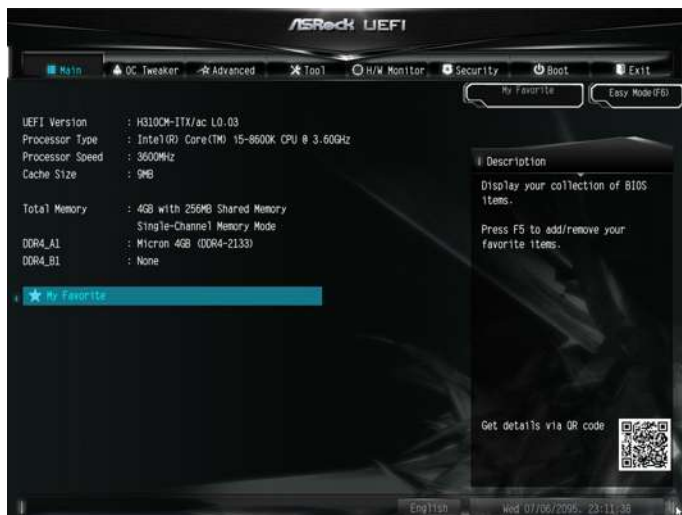 ASRock UEFI
Main
OC Tweaker
Advanced
Tool
H/W Monitor
Security
Boot
Exit
My Favorite
Easy Mode(F6)
UEFI Version : H310CM-ITX/ac L0.03
Processor Type : Intel(R) Core(TM) i5-8600K CPU @ 3.60GHz
Processor Speed : 3600MHz
Cache Size : 9MB
Total Memory : 4GB with 256MB Shared Memory
Single-Channel Memory Mode
DDR4_A1 : Micron 4GB (DDR4-2133)
DDR4_B1 : None
My Favorite
Description
Display your collection of BIOS
items.
Press F5 to add/remove your
favorite items.
Get details via QR code
English
Wed 07/06/2095. 23:11:36